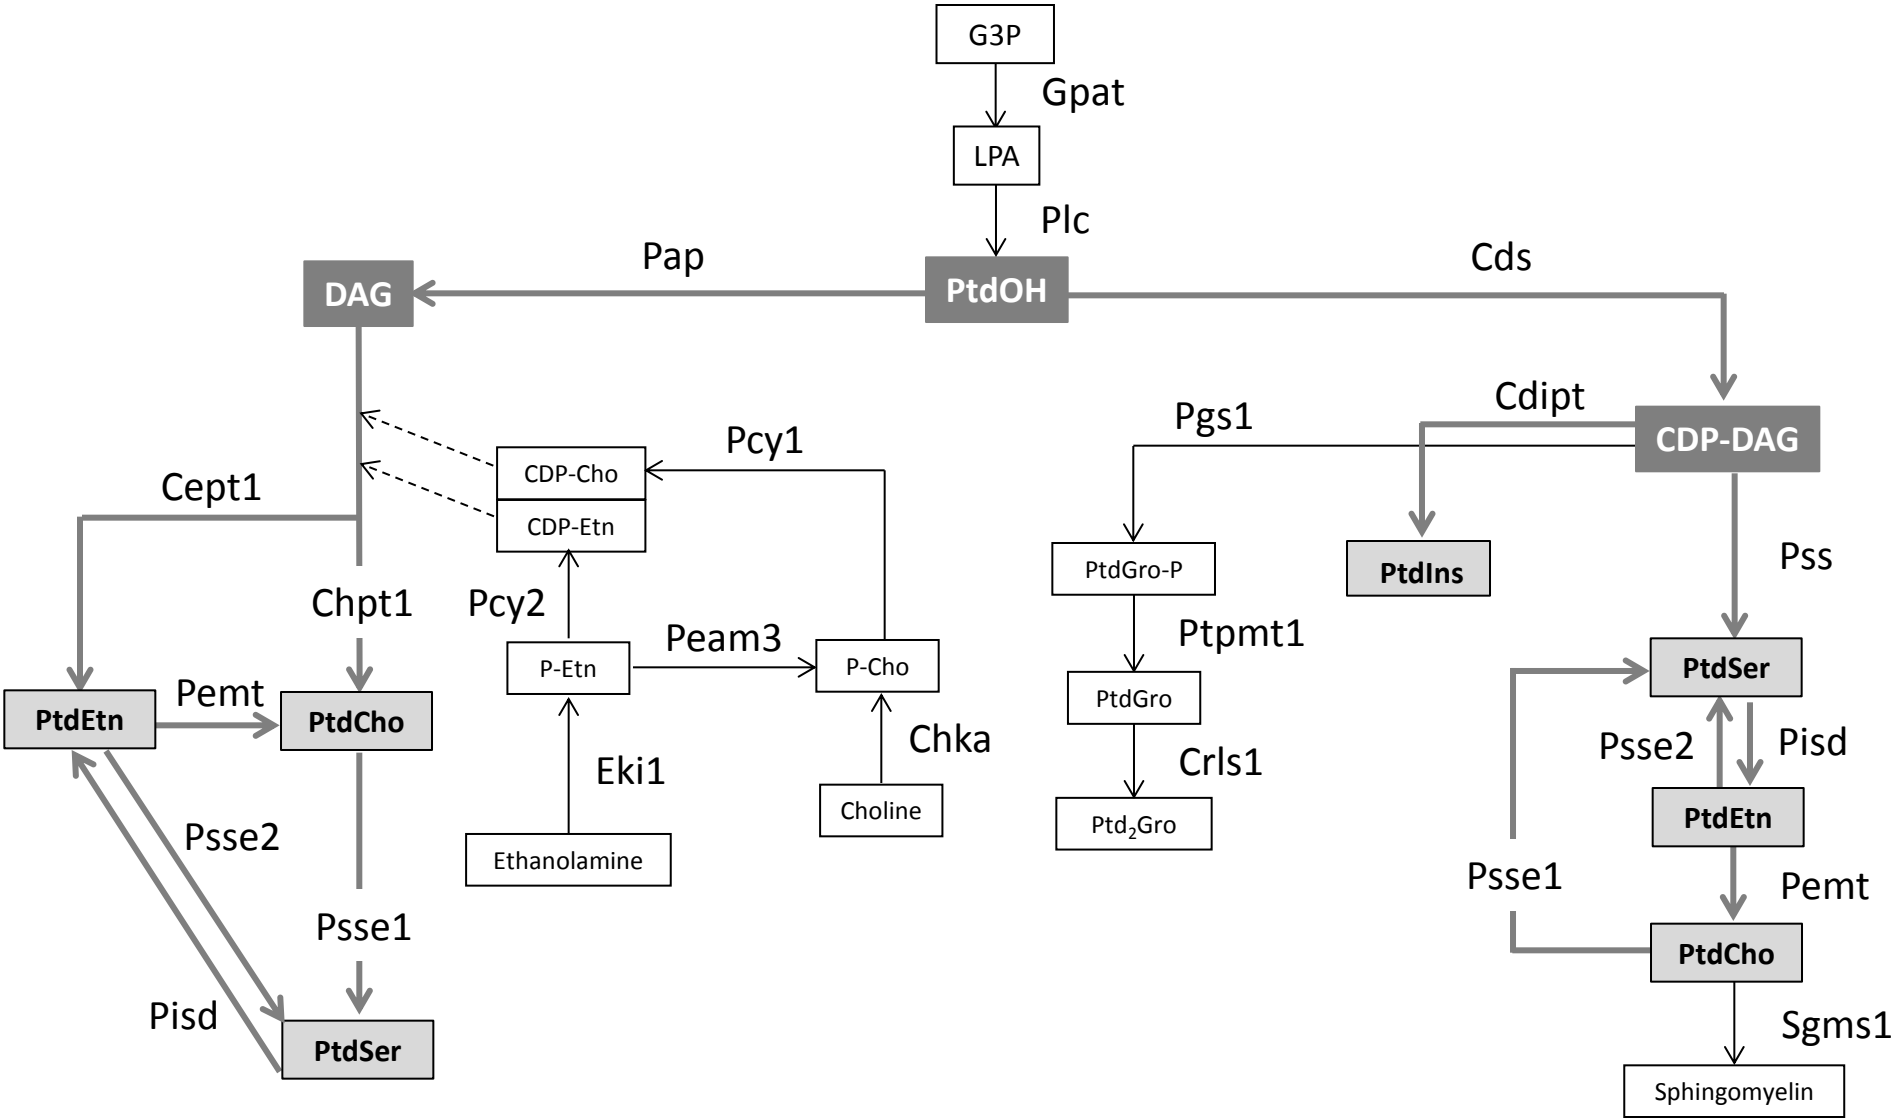 G3P
Gpat
LPA
Plc
Pap
Cds
DAG
PtdOH
Cdipt
Pgs1
CDP-DAG
Pcy1
CDP-Cho
Cept1
CDP-Etn
Pss
PtdGro-P
PtdIns
Chpt1
Pcy2
Ptpmt1
Peam3
P-Etn
P-Cho
PtdSer
Pemt
PtdGro
PtdEtn
PtdCho
Chka
Psse2
Pisd
Eki1
Crls1
Choline
PtdEtn
Ptd₂Gro
Psse2
Ethanolamine
Psse1
Pemt
Psse1
PtdCho
Pisd
Sgms1
PtdSer
Sphingomyelin